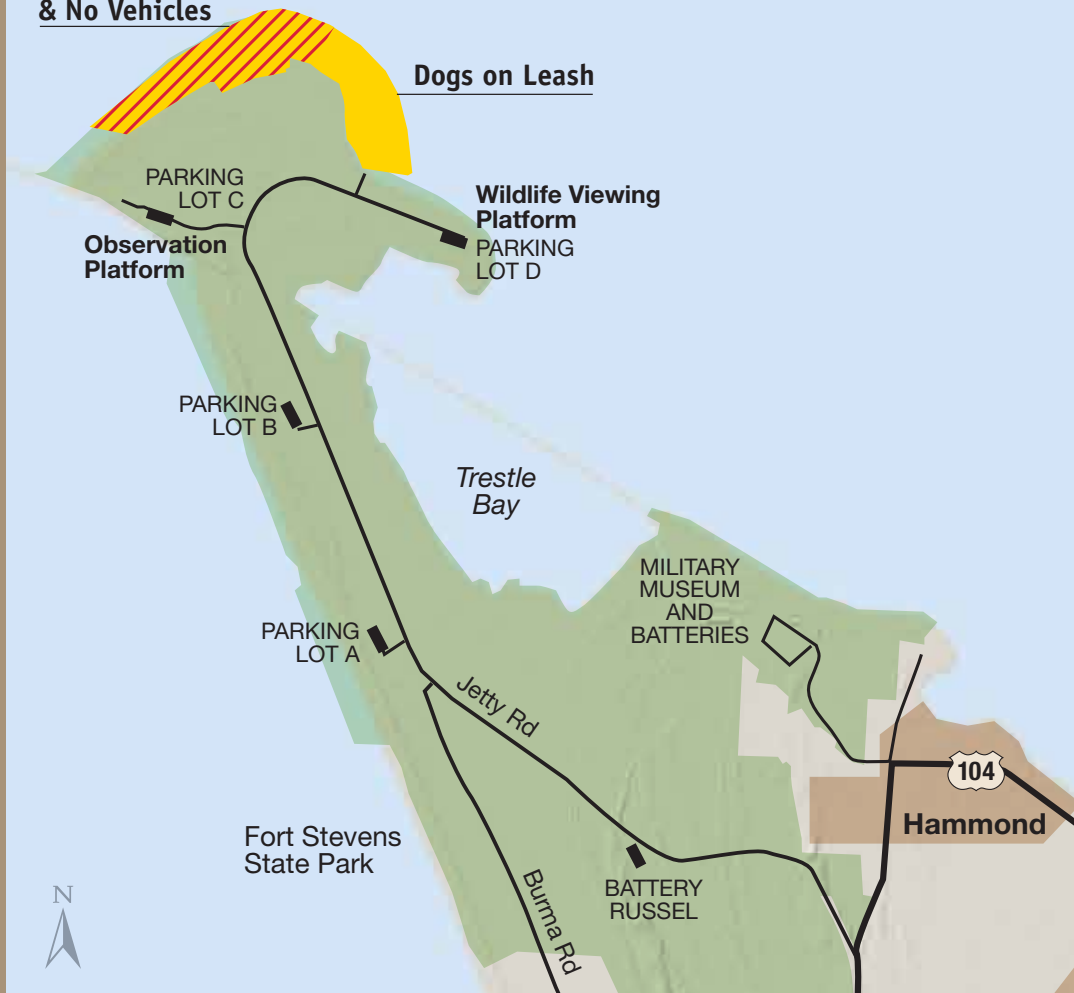 & No Vehicles
Dogs on Leash
PARKING
LOT C
Wildlife Viewing
Platform
PARKING
LOT D
Observation
Platform
PARKING
LOT B
Trestle
Bay
MILITARY
MUSEUM
AND
BATTERIES
PARKING
LOT A
Jetty Rd
104
Hammond
Fort Stevens
State Park
BATTERY
RUSSEL
Burma Rd
N